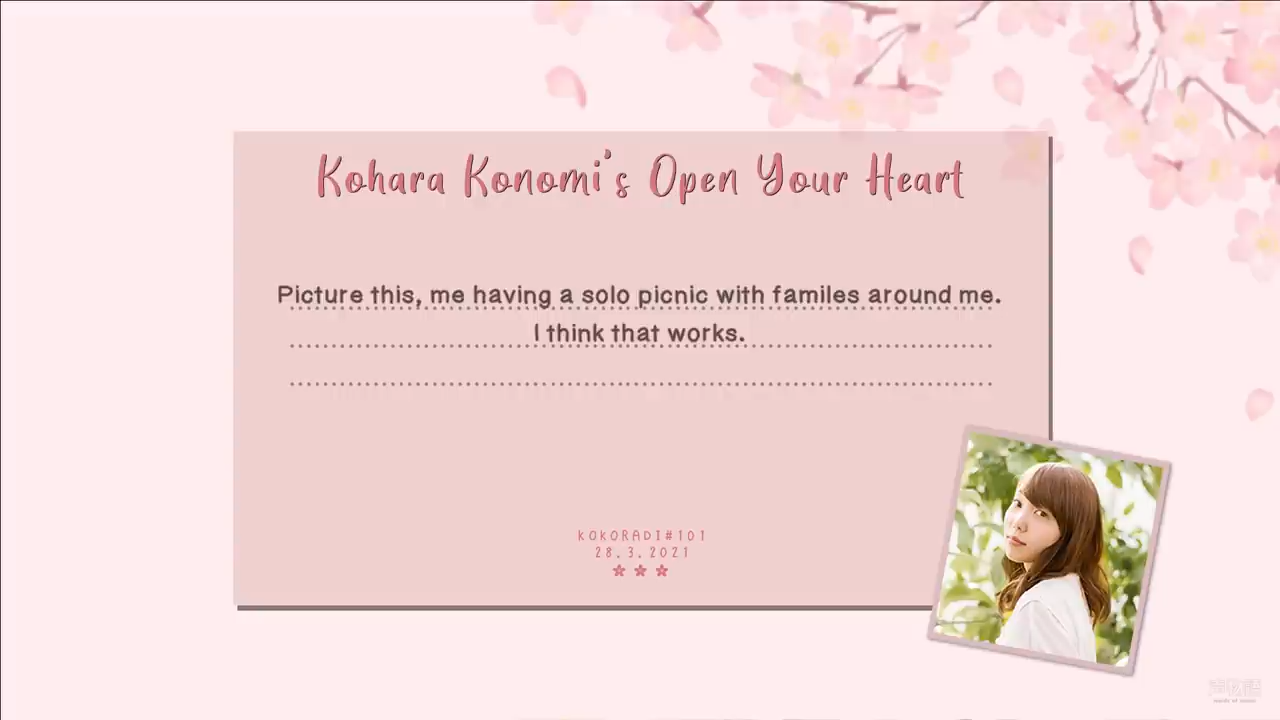 Kohara Konomi's Open Your Heart
Picture this, me having a solo picnic with familes around me.
I think that works.
KOKORADI#101
28.3.2021